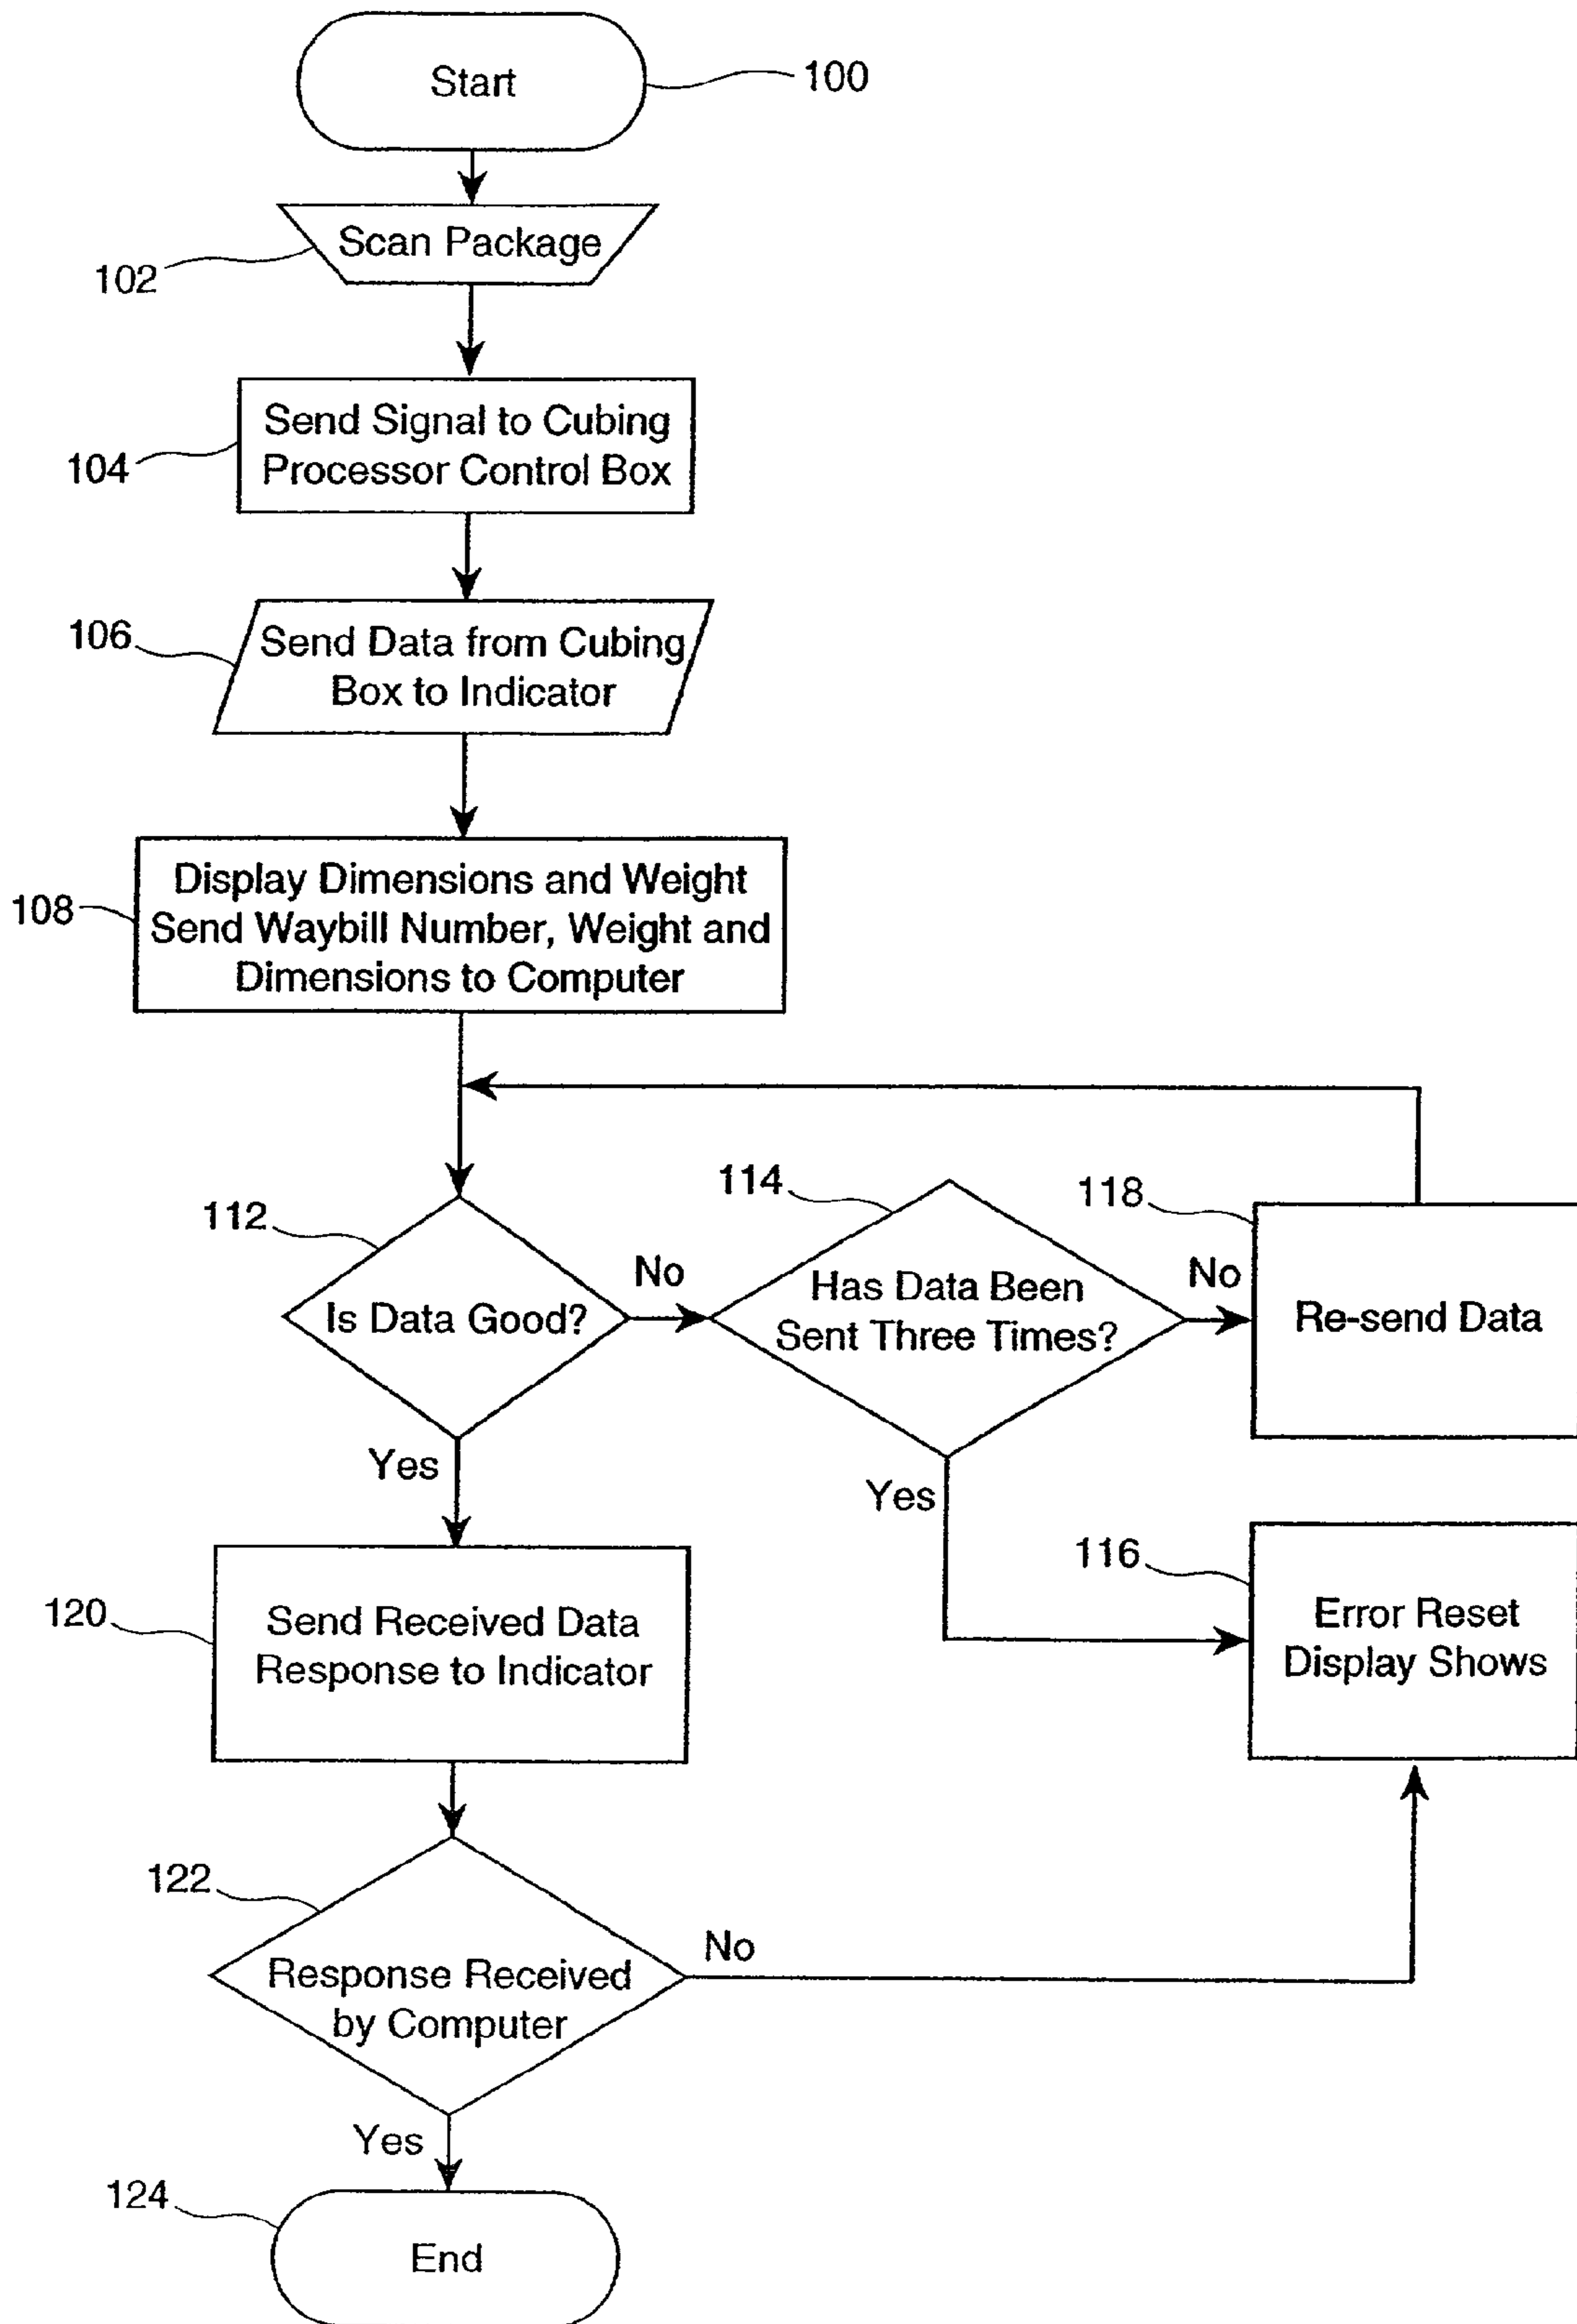 Start
100
Scan Package
102
Send Signal to Cubing
Processor Control Box
104
106
Send Data from Cubing
Box to Indicator
108
Display Dimensions and Weight
Send Waybill Number, Weight and
Dimensions to Computer
112
Is Data Good?
No
114
Has Data Been
Sent Three Times?
No
118
Re-send Data
Yes
Yes
116
Error Reset
Display Shows
120
Send Received Data
Response to Indicator
122
Response Received
by Computer
No
Yes
124
End